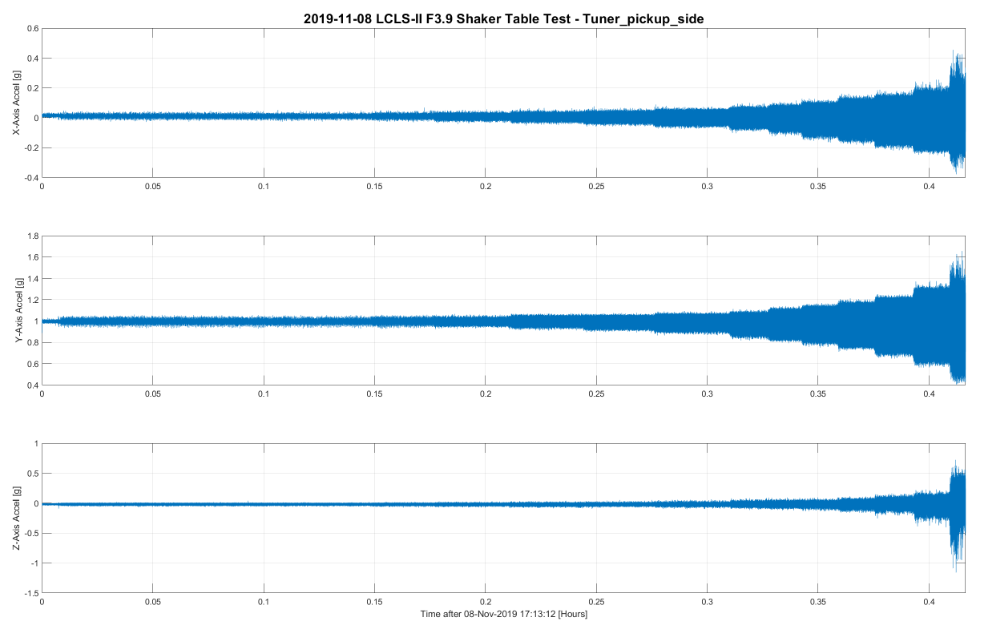 2019-11-08 LCLS-II F3.9 Shaker Table Test - Tuner_pickup_side
X-Axis Accel [g]
0.6
0.4
0.2
0
-0.2
-0.4
0 0.05 0.1 0.15 0.2 0.25 0.3 0.35 0.4
Y-Axis Accel [g]
1.8
1.6
1.4
1.2
1
0.8
0.6
0.4
0 0.05 0.1 0.15 0.2 0.25 0.3 0.35 0.4
Z-Axis Accel [g]
1
0.5
0
-0.5
-1
-1.5
0 0.05 0.1 0.15 0.2 0.25 0.3 0.35 0.4
Time after 08-Nov-2019 17:13:12 [Hours]